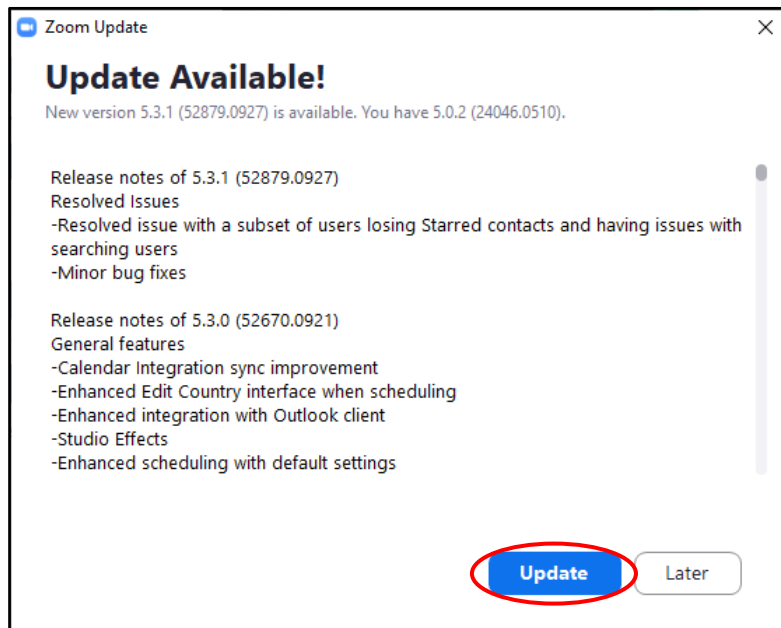 Zoom Update
Update Available!
New version 5.3.1 (52879.0927) is available. You have 5.0.2 (24046.0510).
Release notes of 5.3.1 (52879.0927)
Resolved Issues
-Resolved issue with a subset of users losing Starred contacts and having issues with
searching users
-Minor bug fixes
Release notes of 5.3.0 (52670.0921)
General features
-Calendar Integration sync improvement
-Enhanced Edit Country interface when scheduling
-Enhanced integration with Outlook client
-Studio Effects
-Enhanced scheduling with default settings
Update
Later